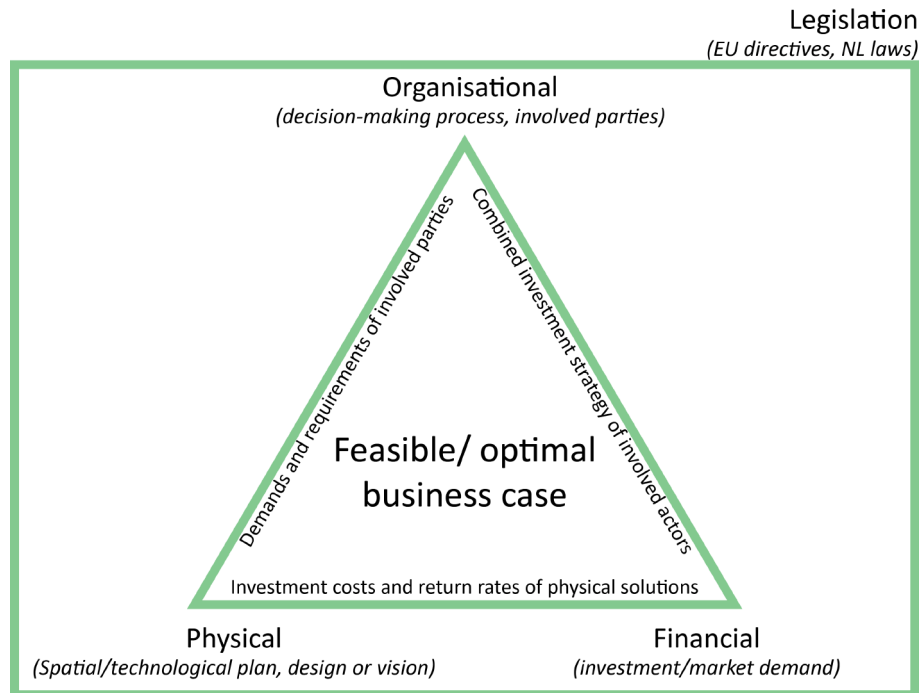 Legislation
(EU directives, NL laws)
Organisational
(decision-making process, involved parties)
Demands and requirements of involved parties
Combined investment strategy of involved actors
Feasible/ optimal
business case
Investment costs and return rates of physical solutions
Physical
(Spatial/technological plan, design or vision)
Financial
(investment/market demand)